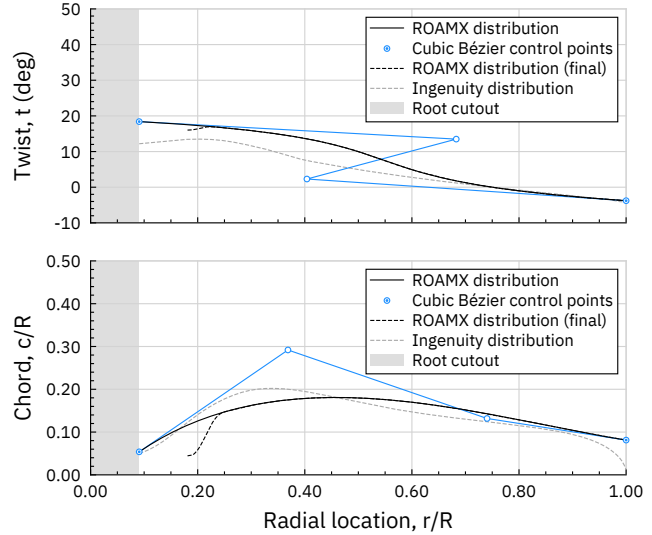 50
40
30
20
10
0
-10
Twist, t (deg)
ROAMX distribution
Cubic Bézier control points
ROAMX distribution (final)
Ingenuity distribution
Root cutout
0.50
0.40
0.30
0.20
0.10
0.00
Chord, c/R
ROAMX distribution
Cubic Bézier control points
ROAMX distribution (final)
Ingenuity distribution
Root cutout
0.00 0.20 0.40 0.60 0.80 1.00
Radial location, r/R